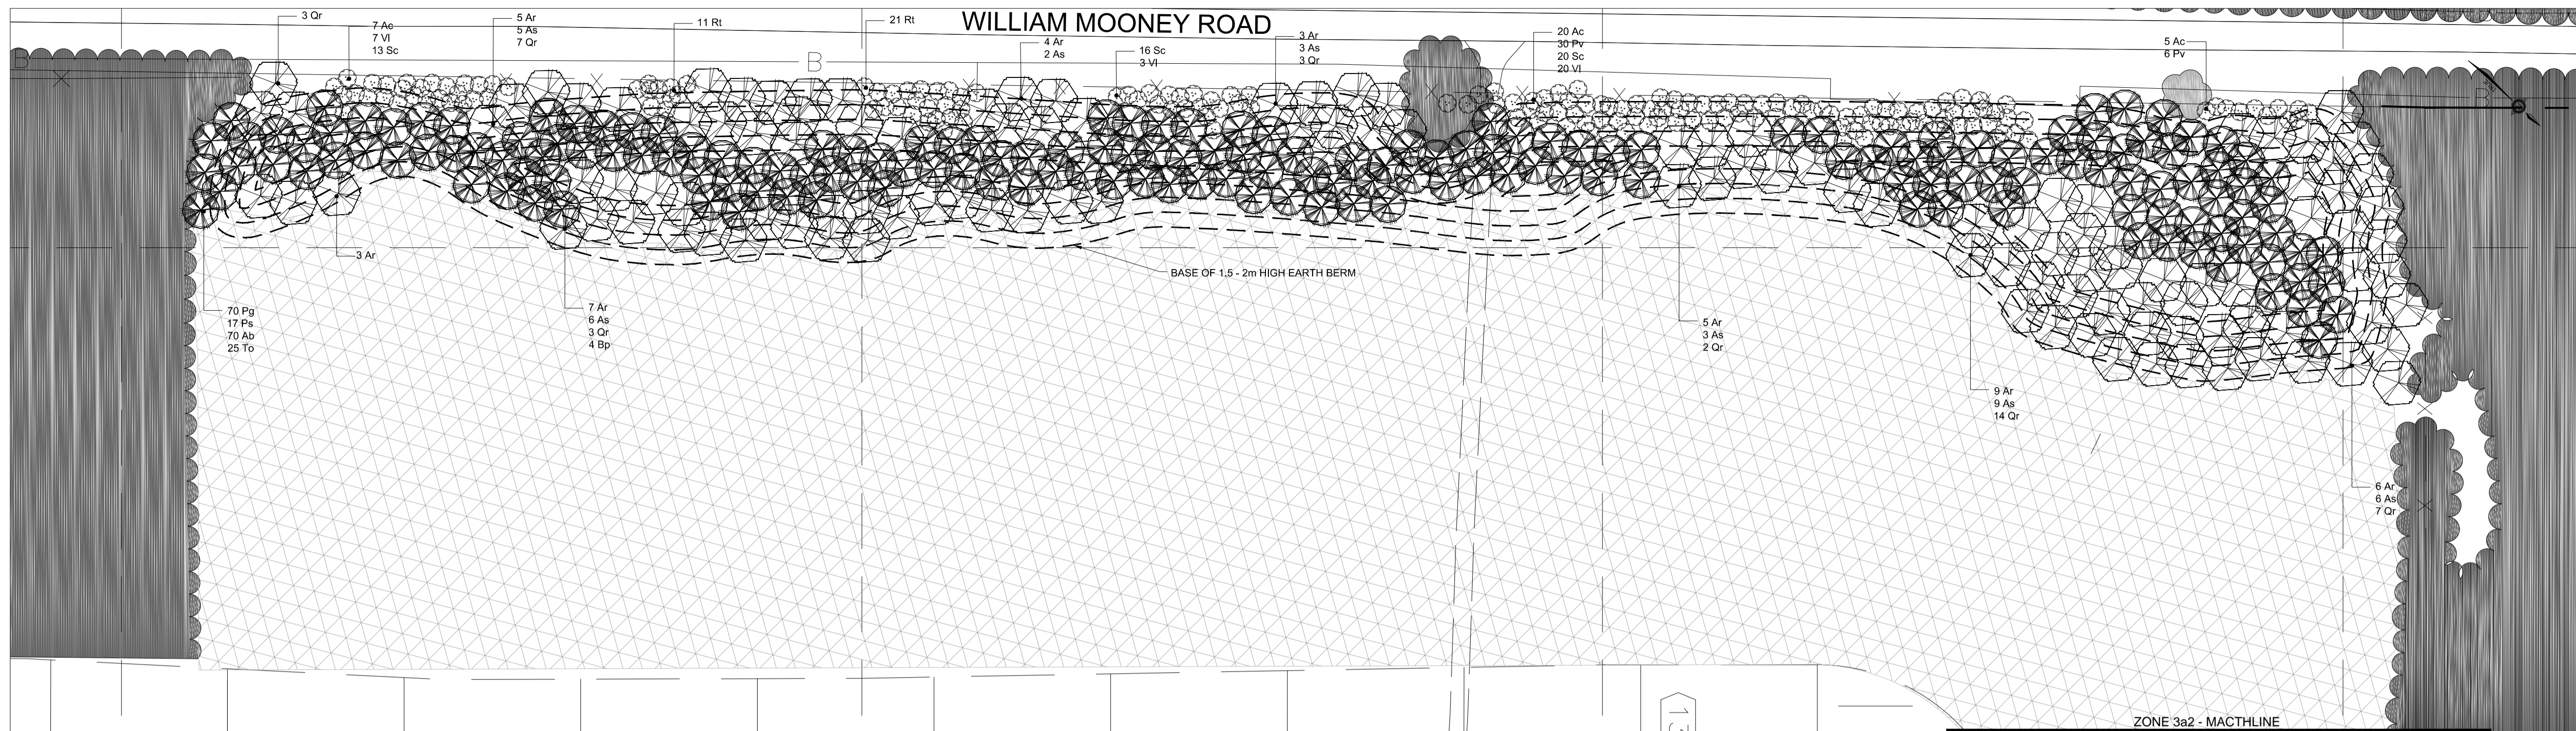 3 Qr
7 Ac
7 Vl
13 Sc
5 Ar
5 As
7 Qr
11 Rt
21 Rt
WILLIAM MOONEY ROAD
4 Ar
2 As
16 Sc
3 Vl
3 Ar
3 As
3 Qr
20 Ac
30 Pv
20 Sc
20 Vl
5 Ac
6 Pv
B
B
B
3 Ar
BASE OF 1.5 - 2m HIGH EARTH BERM
70 Pg
17 Ps
70 Ab
25 To
7 Ar
6 As
3 Qr
4 Bp
5 Ar
3 As
2 Qr
9 Ar
9 As
14 Qr
6 Ar
6 As
7 Qr
ZONE 3a2 - MACTHLINE